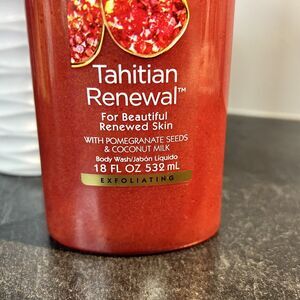 Tahitian
Renewal™
For Beautiful
Renewed Skin
WITH POMEGRANATE SEEDS
& COCONUT MILK
Body Wash/Jabón Líquido
18 FL OZ 532 mL
EXFOLIATING